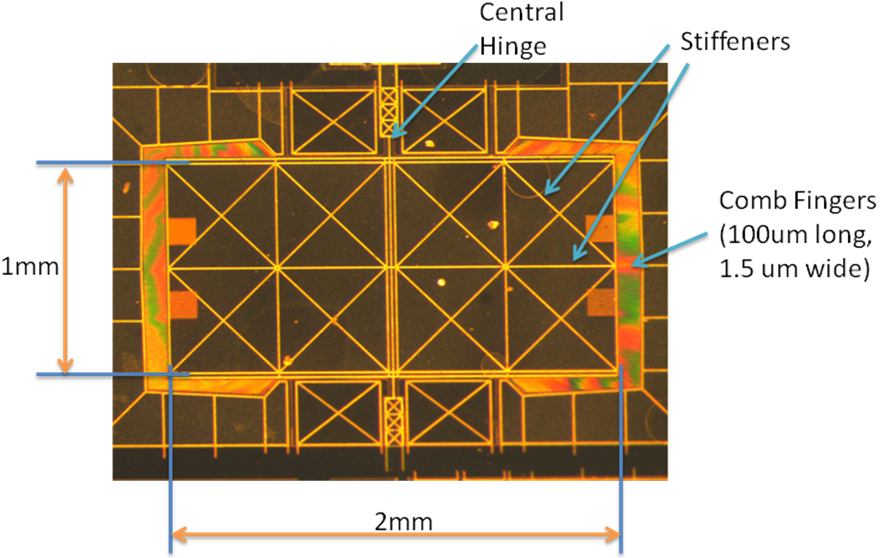 Central
Hinge
Stiffeners
Comb Fingers
(100um long,
1.5 um wide)
1mm
2mm